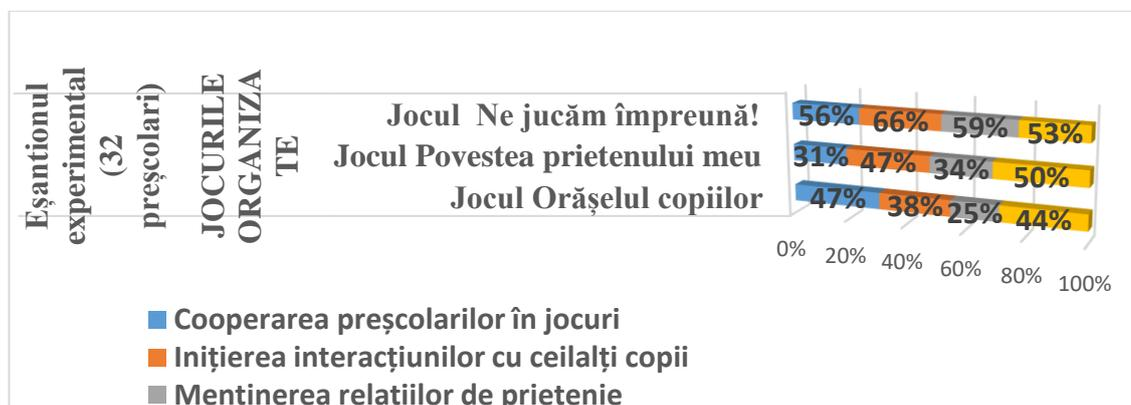 Eșantionul
experimental
(32
preșcolari)
JOCURILE
ORGANIZA
TE
Jocul Ne jucăm împreună!
Jocul Povestea prietenului meu
Jocul Orășelul copiilor
56% 66% 59% 53%
31% 47% 34% 50%
47% 38% 25% 44%
0% 20% 40% 60% 80% 100%
Cooperarea preșcolarilor în jocuri
Inițierea interacțiunilor cu ceilalți copii
Menținerea relațiilor de prietenie